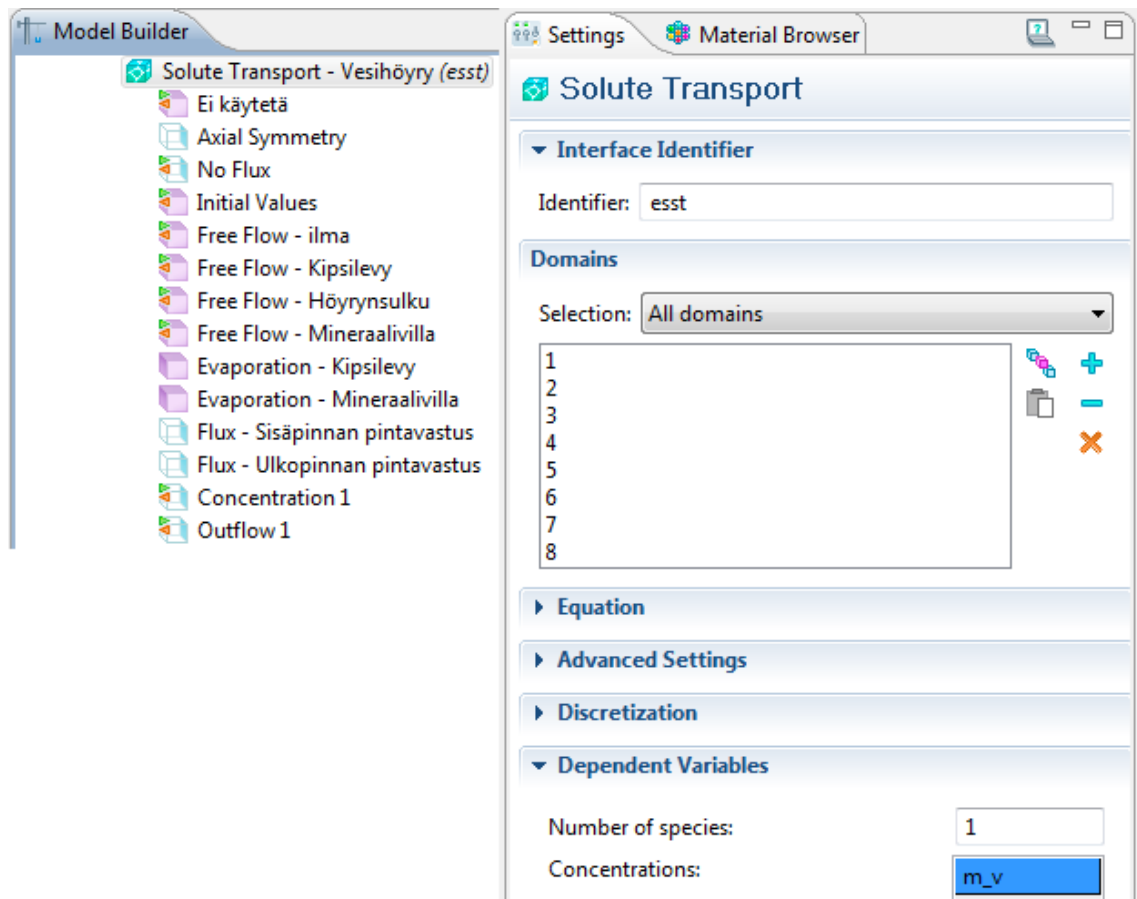 Model Builder
Solute Transport - Vesihöyry (esst)
Ei käytetä
Axial Symmetry
No Flux
Initial Values
Free Flow - ilma
Free Flow - Kipsilevy
Free Flow - Höyrynsulku
Free Flow - Mineraalivilla
Evaporation - Kipsilevy
Evaporation - Mineraalivilla
Flux - Sisäpinnan pintavastus
Flux - Ulkopinnan pintavastus
Concentration 1
Outflow 1
Settings Material Browser
Solute Transport
Interface Identifier
Identifier: esst
Domains
Selection: All domains
1
2
3
4
5
6
7
8
Equation
Advanced Settings
Discretization
Dependent Variables
Number of species: 1
Concentrations: m_v